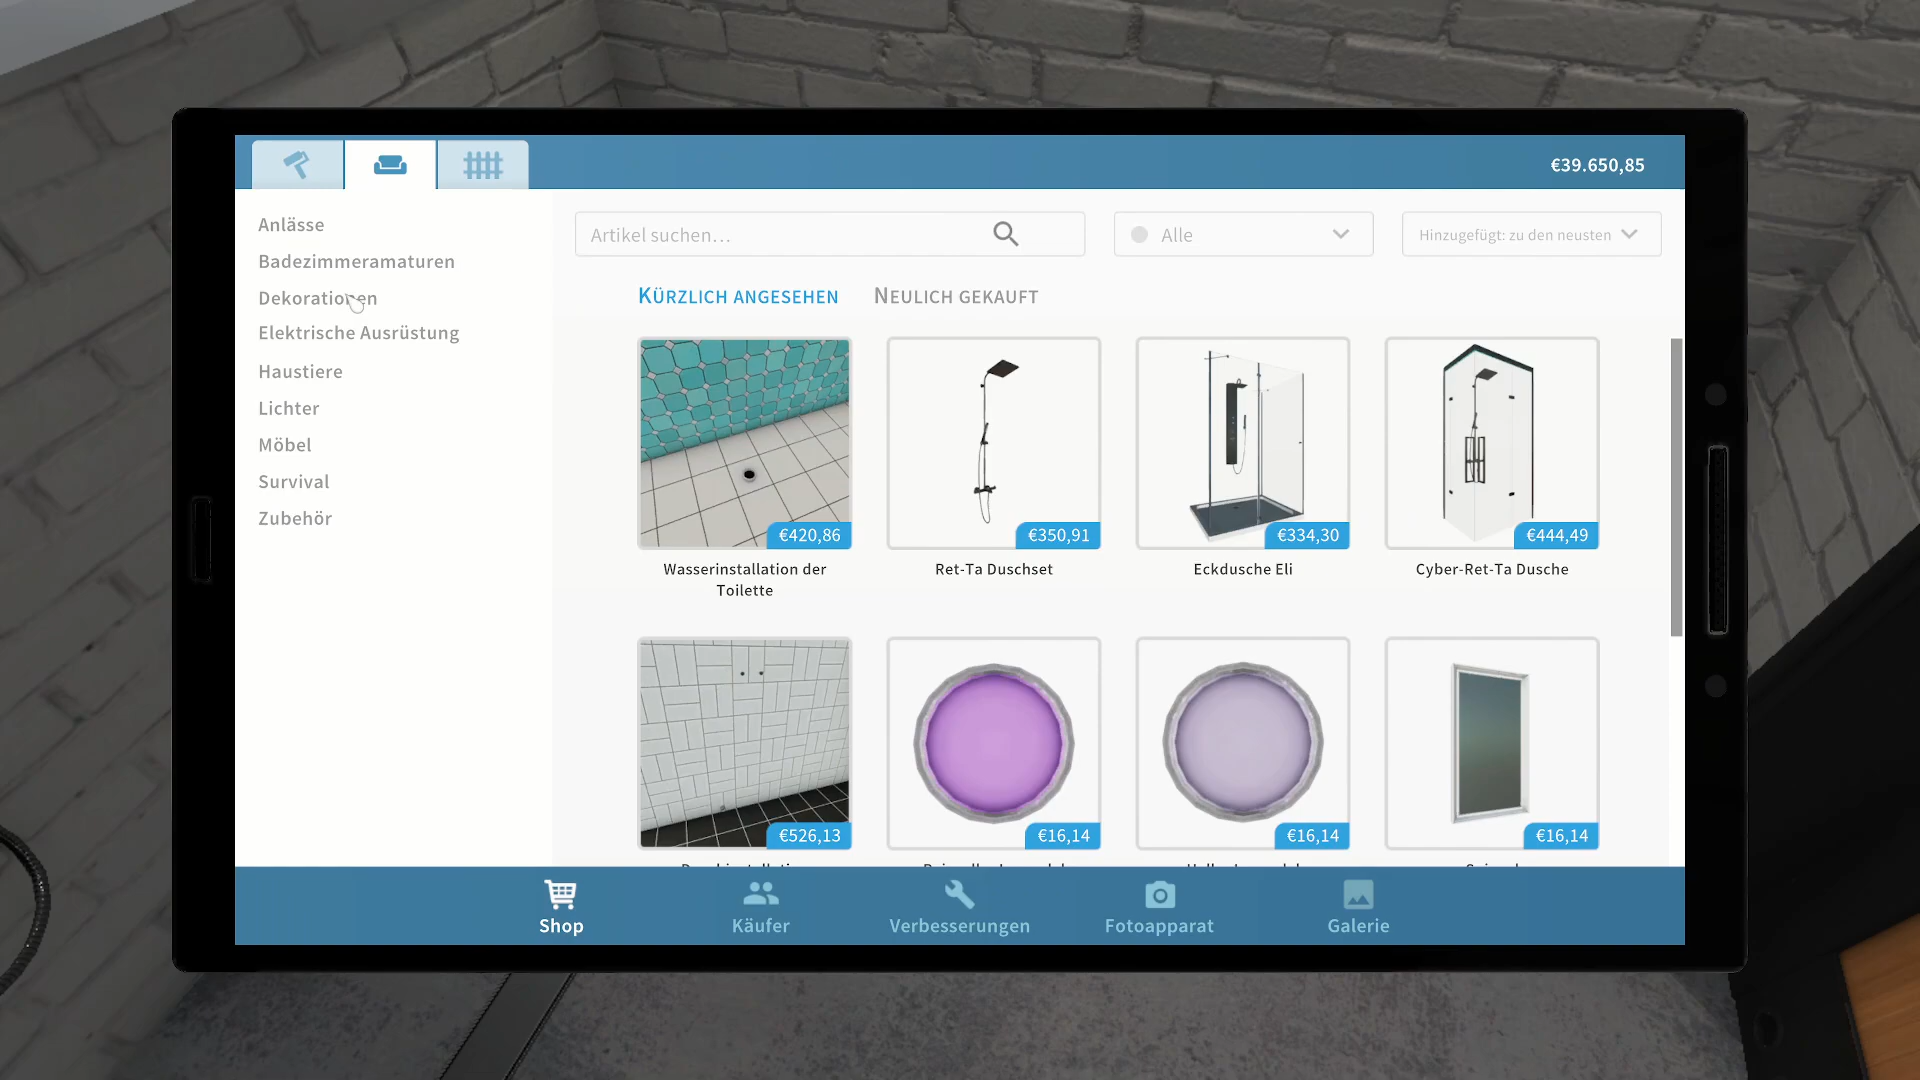 €39.650,85
Anlässe
Badezimmeramaturen
Dekorationen
Elektrische Ausrüstung
Haustiere
Lichter
Möbel
Survival
Zubehör
Artikel suchen...
Alle
Hinzugefügt: zu den neusten
KÜRZLICH ANGESEHEN
NEULICH GEKAUFT
€420,86
€350,91
€334,30
€444,49
Wasserinstallation der
Toilette
Ret-Ta Duschset
Eckdusche Eli
Cyber-Ret-Ta Dusche
€526,13
€16,14
€16,14
€16,14
Shop
Käufer
Verbesserungen
Fotoapparat
Galerie